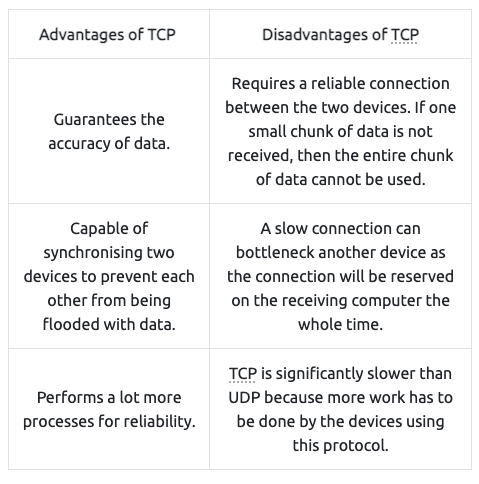 Advantages of TCP
Disadvantages of TCP
Guarantees the
accuracy of data.
Requires a reliable connection
between the two devices. If one
small chunk of data is not
received, then the entire chunk
of data cannot be used.
Capable of
synchronising two
devices to prevent each
other from being
flooded with data.
A slow connection can
bottleneck another device as
the connection will be reserved
on the receiving computer the
whole time.
Performs a lot more
processes for reliability.
TCP is significantly slower than
UDP because more work has to
be done by the devices using
this protocol.